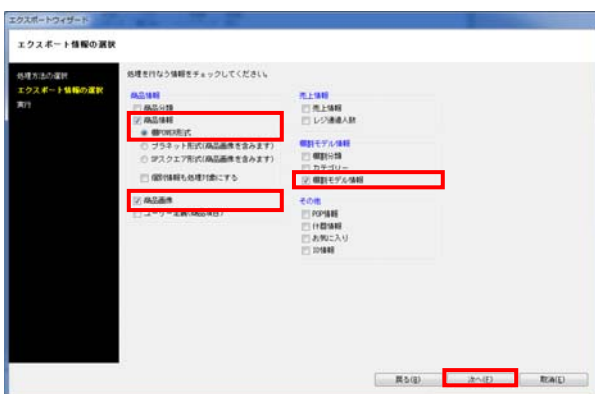 エクスポートウィザード
エクスポート情報の選択
処理方法の選択
エクスポート情報の選択
実行
処理を行なう情報をチェックしてください。
商品情報
商品分類
商品情報
棚POWER形式
プラネット形式(商品画像を含みます)
SPスクエア形式(商品画像を含みます)
個別情報も処理対象にする
商品画像
ユーザー定義(商品項目)
売上情報
売上情報
レジ通過人数
棚割モデル情報
棚割分類
カテゴリー
棚割モデル情報
その他
POP情報
什器情報
お気に入り
ID情報
戻る(B)
次へ(F)
取消(E)